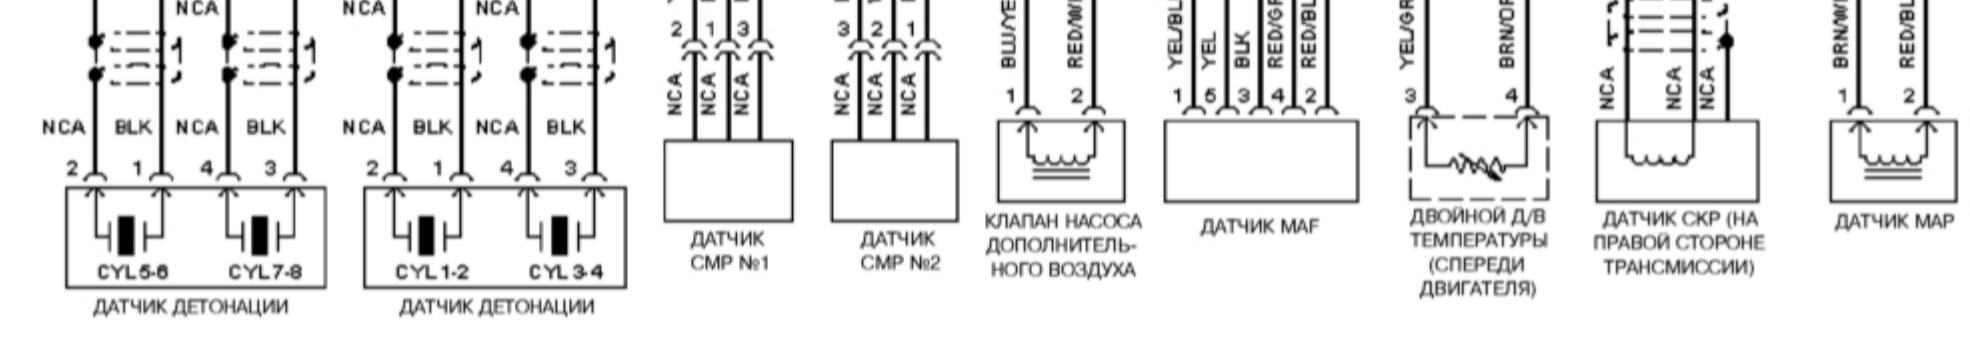 NCA NCA NCA
2 1 3 3 2 1
BLU/YE RED/W YEL/BL YEL BLK RED/GR RED/BL YEL/GR BRN/OR BRN/W RED/BL
NCA NCA NCA NCA NCA NCA NCA NCA NCA
1 2 1 5 3 4 2 3 4 1 2
NCA BLK NCA BLK NCA BLK NCA BLK
2 1 4 3 2 1 4 3
CYL 5-6 CYL 7-8 CYL 1-2 CYL 3-4
ДАТЧИК ДЕТОНАЦИИ
ДАТЧИК ДЕТОНАЦИИ
ДАТЧИК
СМР №1
ДАТЧИК
СМР №2
КЛАПАН НАСОСА
ДОПОЛНИТЕЛЬ-
НОГО ВОЗДУХА
ДАТЧИК MAF
ДВОЙНОЙ Д/В
ТЕМПЕРАТУРЫ
(СПЕРЕДИ
ДВИГАТЕЛЯ)
ДАТЧИК СКР (НА
ПРАВОЙ СТОРОНЕ
ТРАНСМИССИИ)
ДАТЧИК МАР